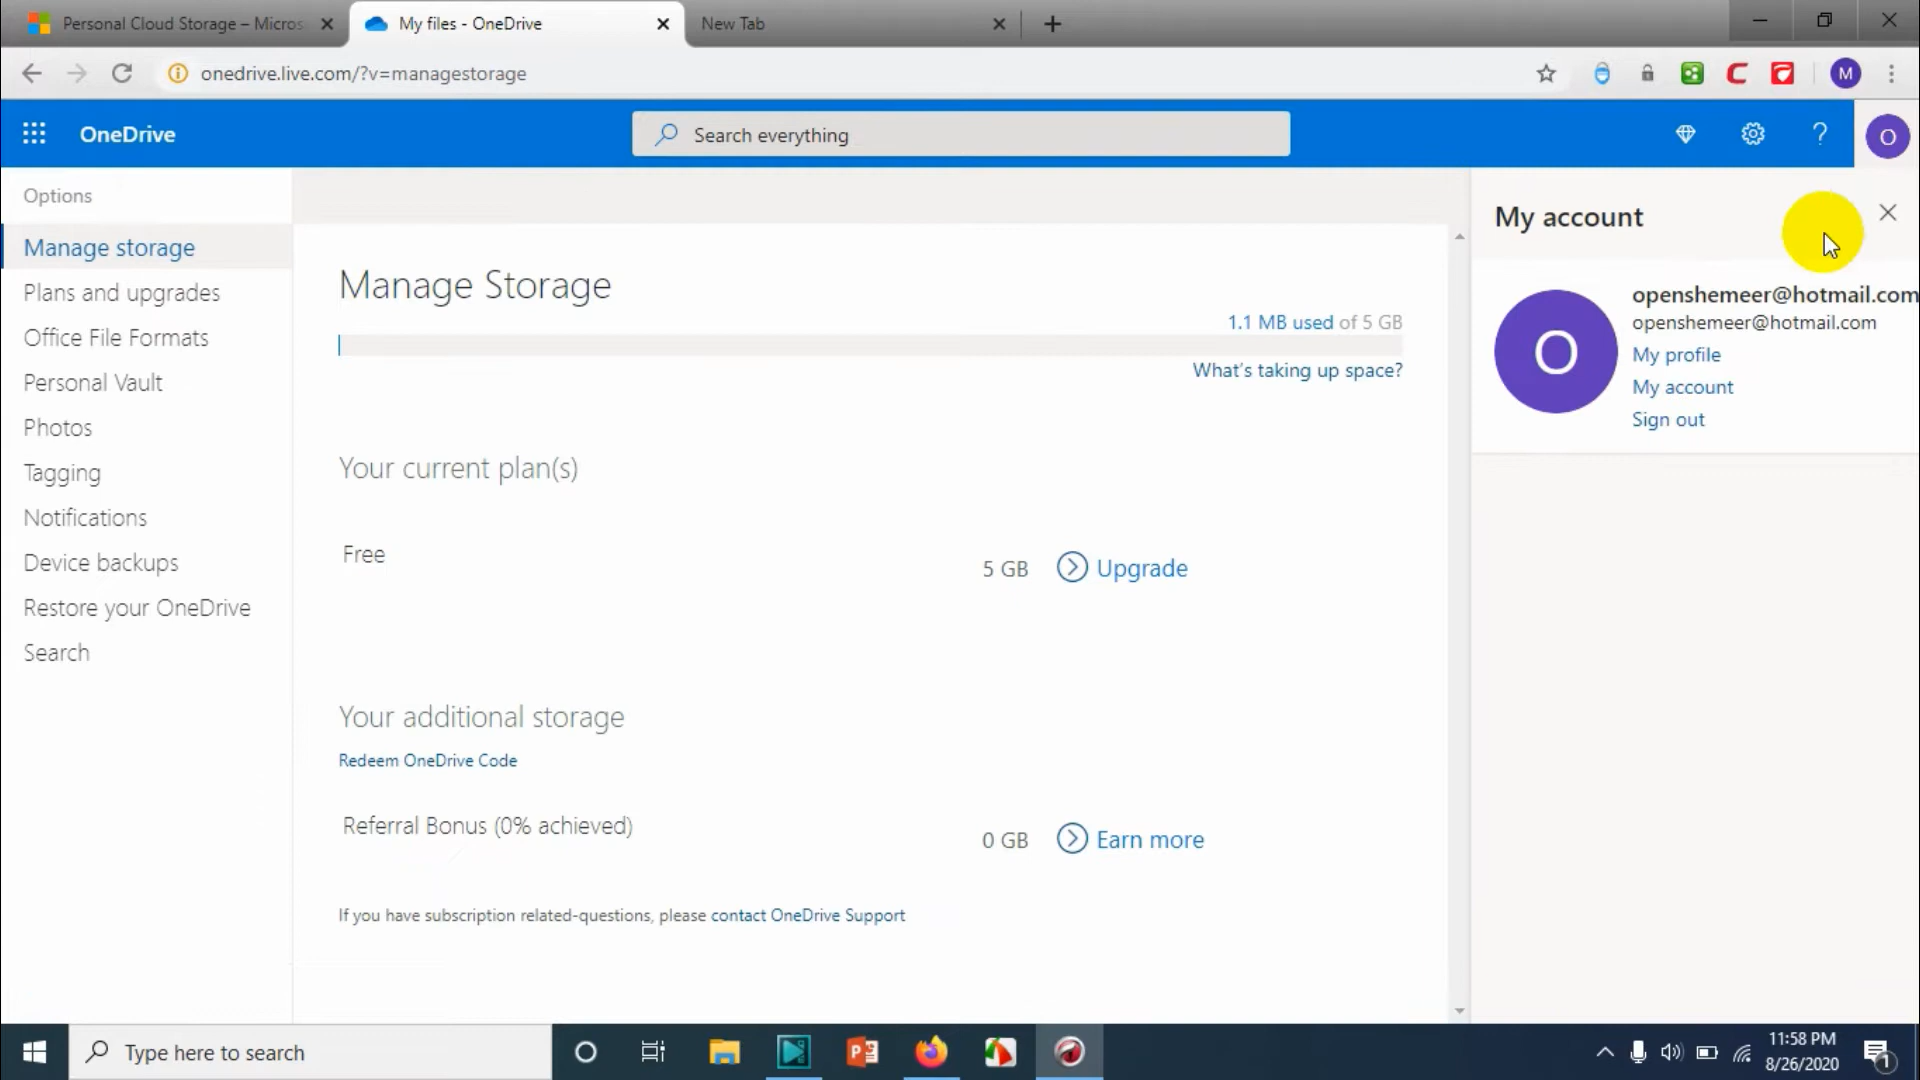 Personal Cloud Storage – Micros
My files - OneDrive
New Tab
onedrive.live.com/?v=managestorage
M
OneDrive
Search everything
?
O
Options
Manage storage
Plans and upgrades
Office File Formats
Personal Vault
Photos
Tagging
Notifications
Device backups
Restore your OneDrive
Search
Manage Storage
1.1 MB used of 5 GB
What's taking up space?
Your current plan(s)
Free
5 GB
Upgrade
Your additional storage
Redeem OneDrive Code
Referral Bonus (0% achieved)
0 GB
Earn more
If you have subscription related-questions, please contact OneDrive Support
My account
O
openshemeer@hotmail.com
openshemeer@hotmail.com
My profile
My account
Sign out
Type here to search
11:58 PM
8/26/2020
1